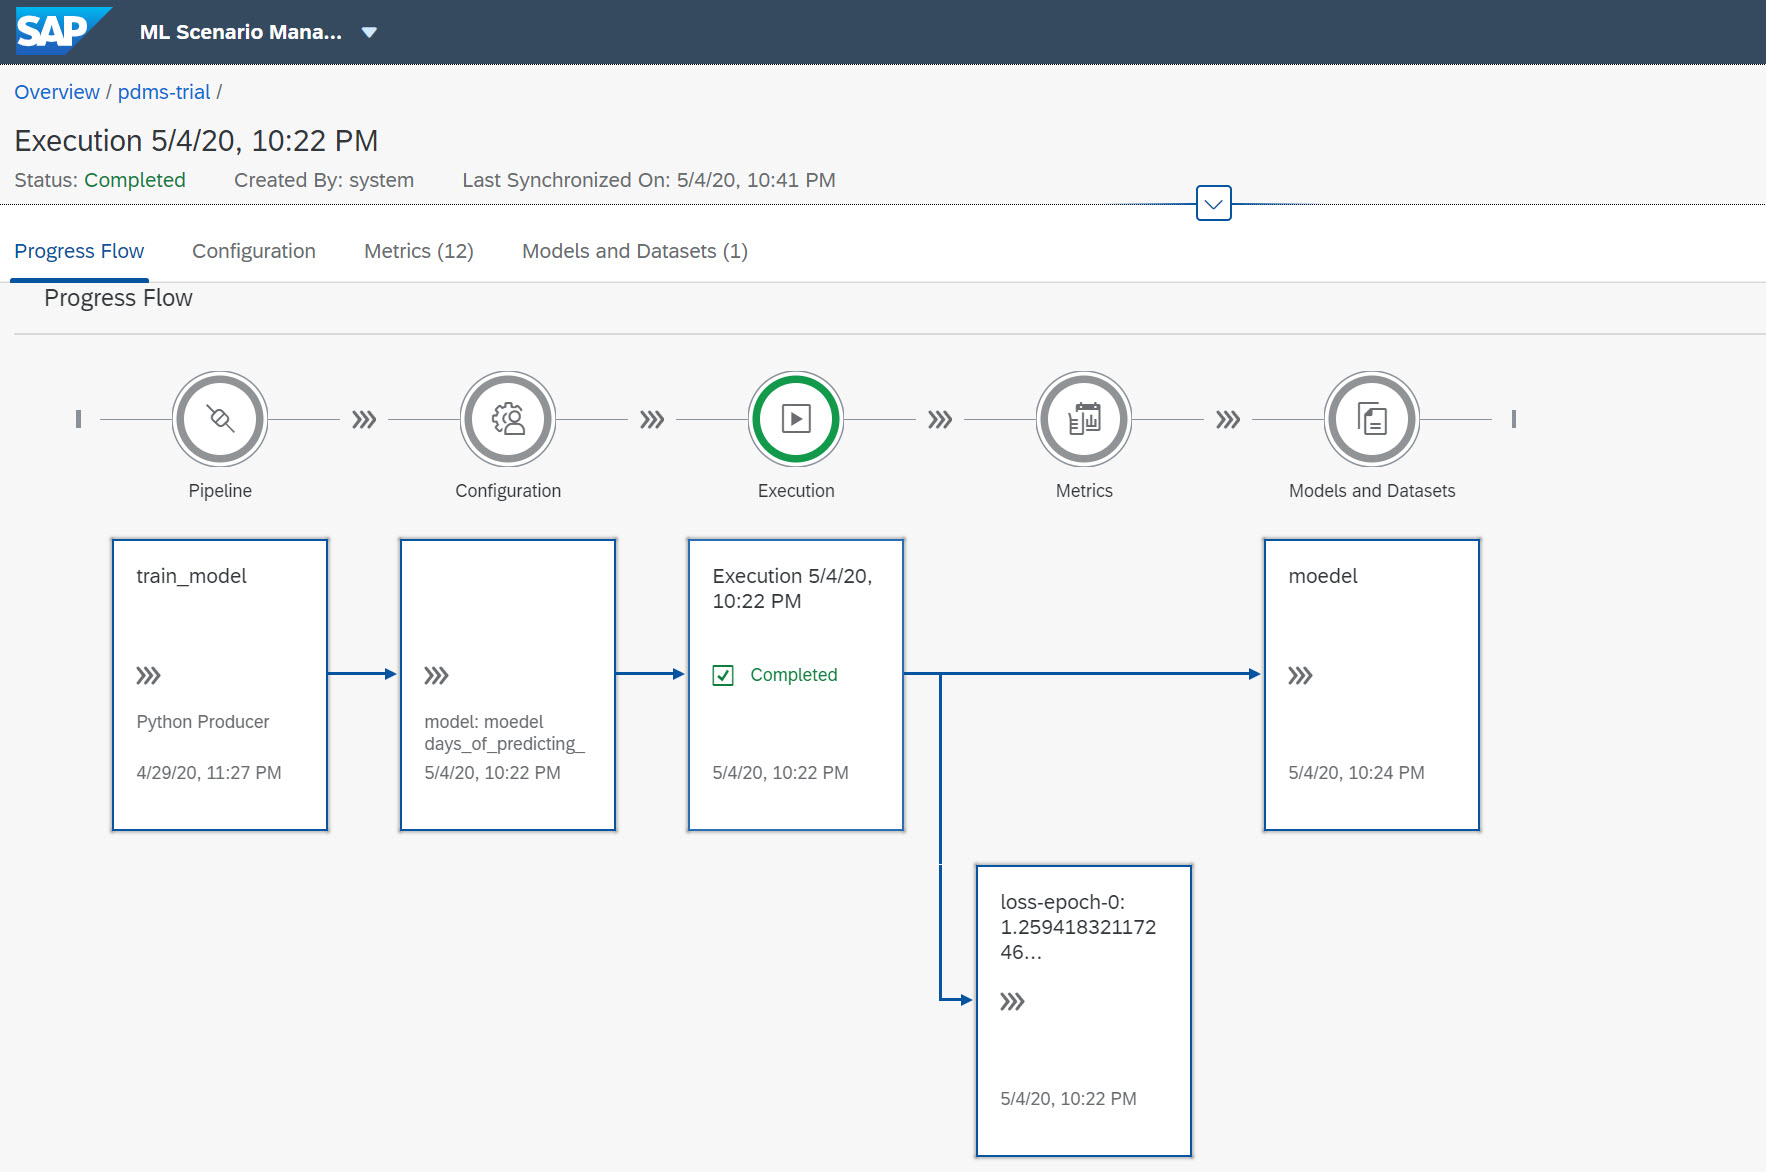 SAP ML Scenario Mana...
Overview / pdms-trial /
Execution 5/4/20, 10:22 PM
Status: Completed Created By: system Last Synchronized On: 5/4/20, 10:41 PM
Progress Flow Configuration Metrics (12) Models and Datasets (1)
Progress Flow
Pipeline Configuration Execution Metrics Models and Datasets
train_model
Python Producer
4/29/20, 11:27 PM
model: moedel
days_of_predicting_
5/4/20, 10:22 PM
Execution 5/4/20,
10:22 PM
Completed
5/4/20, 10:22 PM
moedel
5/4/20, 10:24 PM
loss-epoch-0:
1.259418321172
46...
5/4/20, 10:22 PM